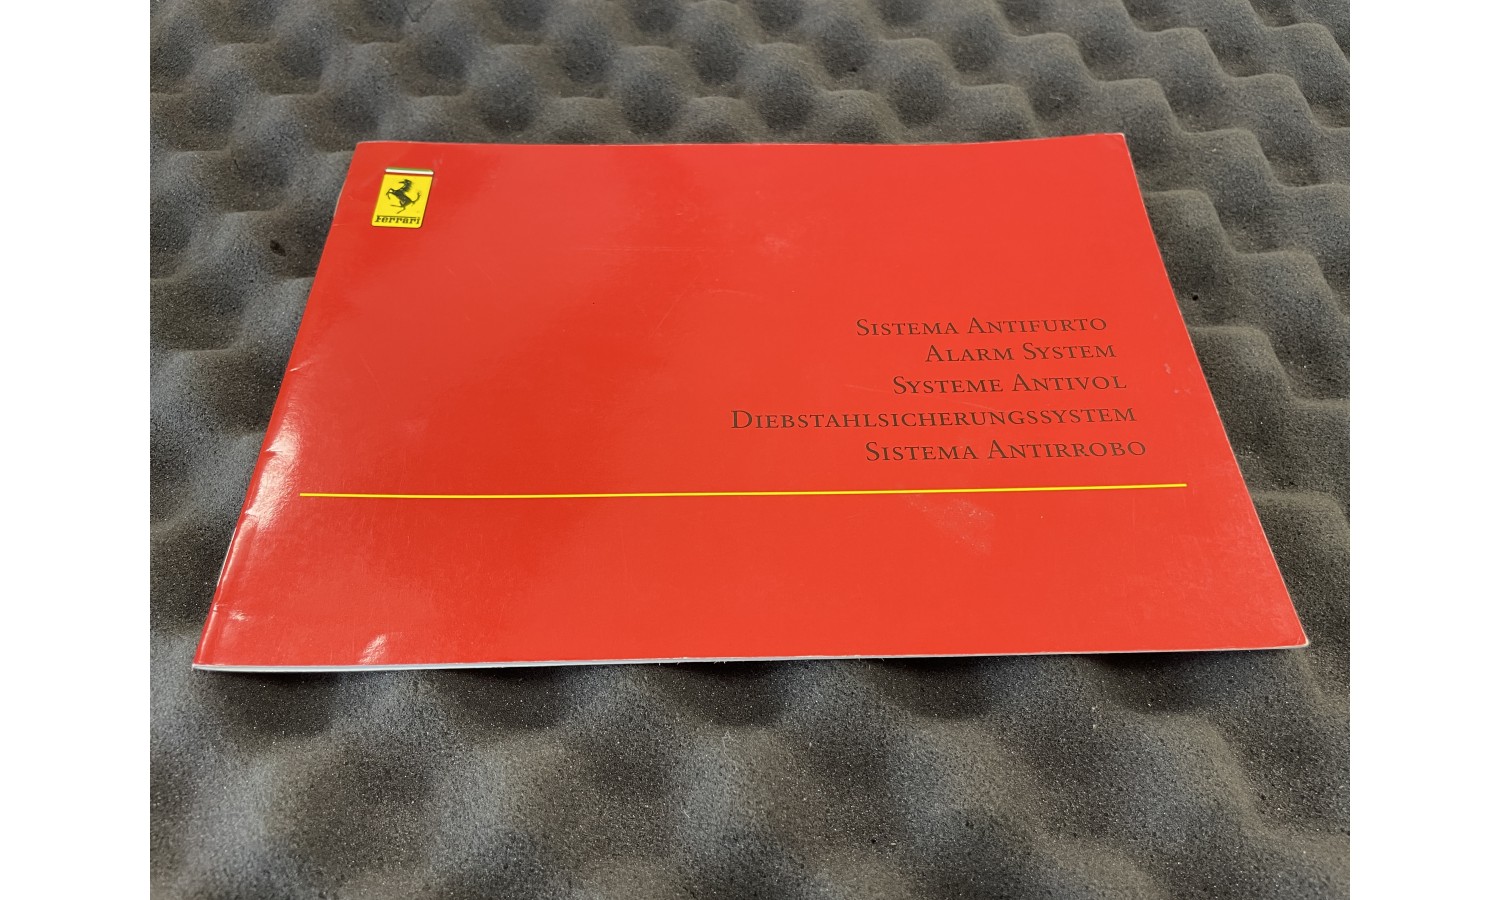 Ferrari
SISTEMA ANTIFURTO
ALARM SYSTEM
SYSTEME ANTIVOL
DIEBSTAHLSICHERUNGSSYSTEM
SISTEMA ANTIRROBO